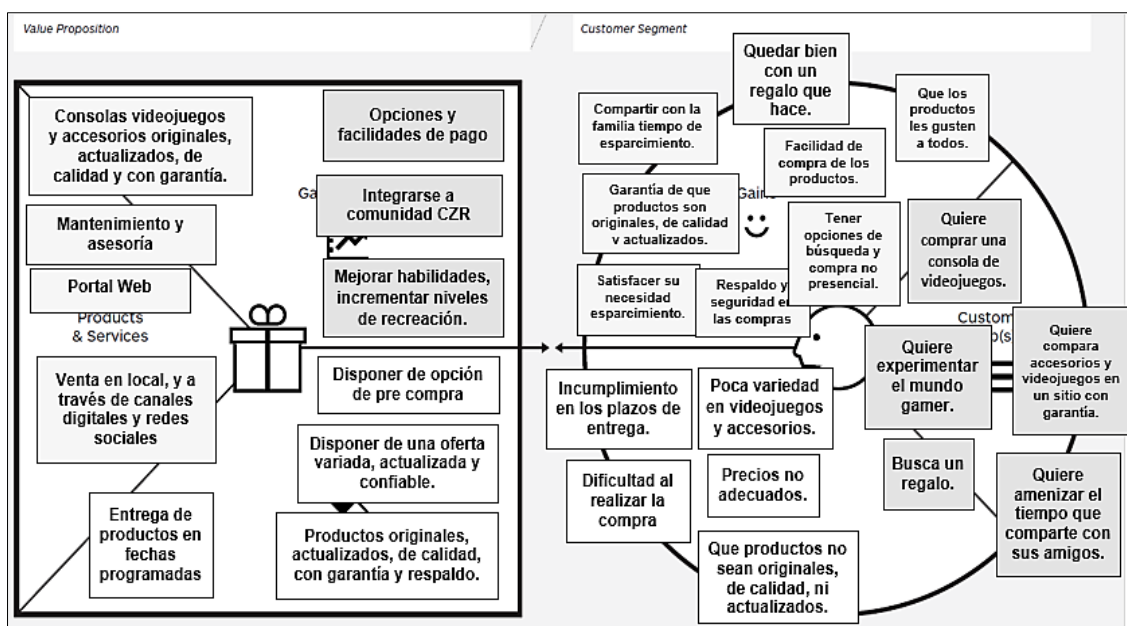 Value Proposition
Customer Segment
Consolas videojuegos
y accesorios originales,
actualizados, de
calidad y con garantía.
Mantenimiento y
asesoría
Portal Web
Products
& Services
Venta en local, y a
través de canales
digitales y redes
sociales
Entrega de
productos en
fechas
programadas
Opciones y
facilidades de pago
Ga
Integrarse a
comunidad CZR
Mejorar habilidades,
incrementar niveles
de recreación.
Disponer de opción
de pre compra
Disponer de una oferta
variada, actualizada y
confiable.
Productos originales,
actualizados, de calidad,
con garantía y respaldo.
Quedar bien
con un
regalo que
hace.
Compartir con la
familia tiempo de
esparcimiento.
Que los
productos
les gusten
a todos.
Facilidad de
compra de los
productos.
Garantía de que
productos son
originales, de calidad
y actualizados.
Gains
Tener
opciones de
búsqueda y
compra no
presencial.
Quiere
comprar una
consola de
videojuegos.
Satisfacer su
necesidad
esparcimiento.
Respaldo y
seguridad en
las compras
Custom
b(s)
Quiere
compara
accesorios y
videojuegos en
un sitio con
garantía.
Quiere
experimentar
el mundo
gamer.
Incumplimiento
en los plazos de
entrega.
Poca variedad
en videojuegos
y accesorios.
Busca un
regalo.
Quiere
amenizar el
tiempo que
comparte con
sus amigos.
Dificultad al
realizar la
compra
Precios no
adecuados.
Que productos no
sean originales,
de calidad, ni
actualizados.